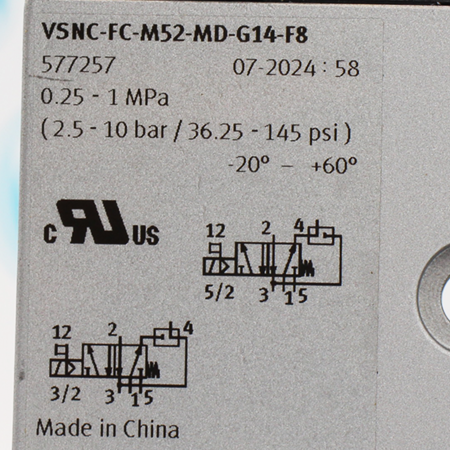 VSNC-FC-M52-MD-G14-F8
577257 07-2024: 58
0.25 - 1 MPa
(2.5 - 10 bar / 36.25 - 145 psi)
-20° – +60°
c RU US
12 2 4
5/2 3 1 5
12 2 4
3/2 3 1 5
Made in China